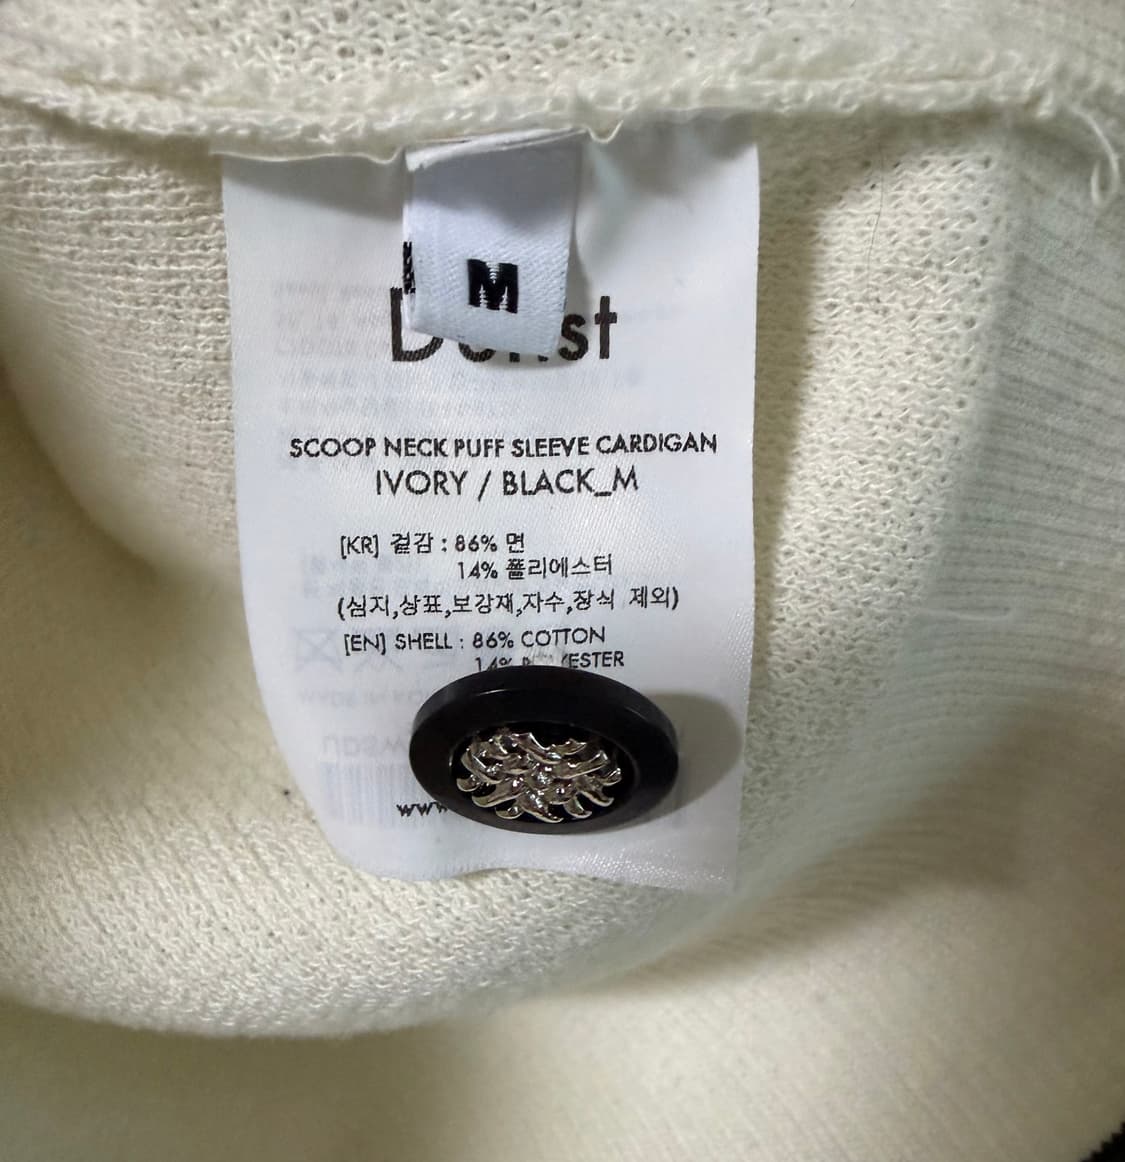 M
SCOOP NECK PUFF SLEEVE CARDIGAN
IVORY / BLACK_M
[KR] 겉감 : 86% 면
14% 폴리에스터
(심지,상표,보강재,자수,장식 제외)
[EN] SHELL : 86% COTTON
14%